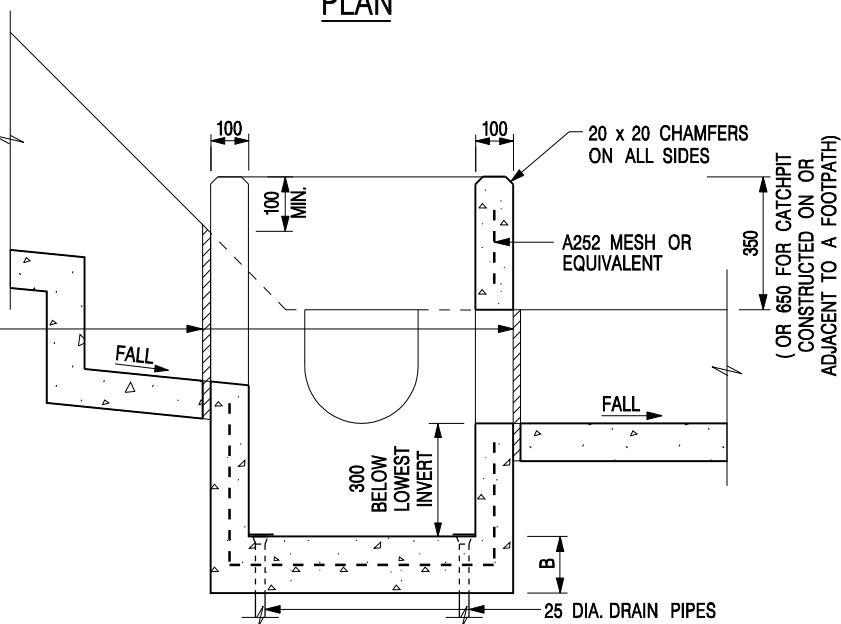 PLAN
100
100
20 x 20 CHAMFERS
ON ALL SIDES
100
MIN.
A252 MESH OR
EQUIVALENT
350
( OR 650 FOR CATCHPIT
CONSTRUCTED ON OR
ADJACENT TO A FOOTPATH)
FALL
FALL
300
BELOW
LOWEST
INVERT
B
25 DIA. DRAIN PIPES